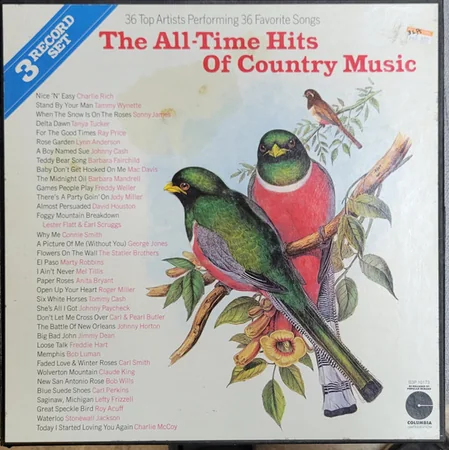 36 Top Artists Performing 36 Favorite Songs
3 RECORD
SET
The All-Time Hits
Of Country Music
Nice 'N' Easy Charlie Rich
Stand By Your Man Tammy Wynette
When The Snow Is On The Roses Sonny James
Delta Dawn Tanya Tucker
For The Good Times Ray Price
Rose Garden Lynn Anderson
A Boy Named Sue Johnny Cash
Teddy Bear Song Barbara Fairchild
Baby Don't Get Hooked On Me Mac Davis
The Midnight Oil Barbara Mandrell
Games People Play Freddy Weller
There's A Party Goin' On Jody Miller
Almost Persuaded David Houston
Foggy Mountain Breakdown
Lester Flatt & Earl Scruggs
Why Me Connie Smith
A Picture Of Me (Without You) George Jones
Flowers On The Wall The Statler Brothers
El Paso Marty Robbins
I Ain't Never Mel Tillis
Paper Roses Anita Bryant
Open Up Your Heart Roger Miller
Six White Horses Tommy Cash
She's All I Got Johnny Paycheck
Don't Let Me Cross Over Carl & Pearl Butler
The Battle Of New Orleans Johnny Horton
Big Bad John Jimmy Dean
Loose Talk Freddie Hart
Memphis Bob Luman
Faded Love & Winter Roses Carl Smith
Wolverton Mountain Claude King
New San Antonio Rose Bob Wills
Blue Suede Shoes Carl Perkins
Saginaw, Michigan Lefty Frizzell
Great Speckle Bird Roy Acuff
Waterloo Stonewall Jackson
Today I Started Loving You Again Charlie McCoy
COLUMBIA